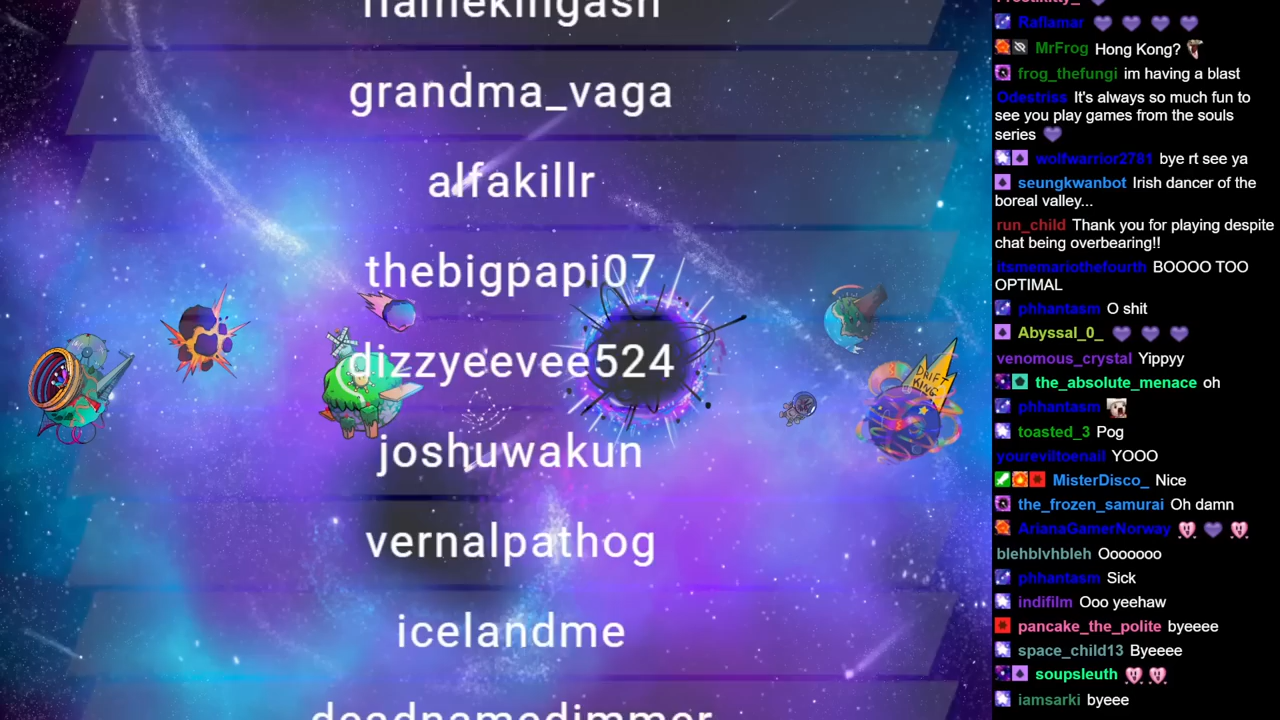 grandma_vaga
alfakillr
thebigpapi07
dizzyeevee524
joshuwakun
vernalpathog
icelandme
DRIFT
KING
Raflamar
MrFrog Hong Kong?
frog_thefungi im having a blast
Odestriss It's always so much fun to
see you play games from the souls
series
wolfwarrior2781 bye rt see ya
seungkwanbot Irish dancer of the
boreal valley...
run_child Thank you for playing despite
chat being overbearing!!
itsmemariothefourth BOOOO TOO
OPTIMAL
phhantasm O shit
Abyssal_0_
venomous_crystal Yippyy
the_absolute_menace oh
phhantasm
toasted_3 Pog
youreviltoenail YOOO
MisterDisco_ Nice
the_frozen_samurai Oh damn
ArianaGamerNorway
blehblvhbleh Ooooooo
phhantasm Sick
indifilm Ooo yeehaw
pancake_the_polite byeeee
space_child13 Byeeee
soupsleuth
iamsarki byeee